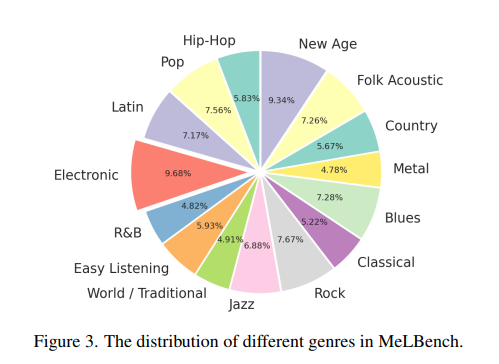 Hip-Hop
New Age
Pop
Folk Acoustic
5.83%
9.34%
7.56%
7.26%
Latin
Country
7.17%
5.67%
Electronic
9.68%
4.78%
Metal
4.82%
7.28%
R&B
Blues
5.93%
5.22%
4.91%
6.88%
7.67%
Easy Listening
Classical
World / Traditional
Jazz
Rock
Figure 3. The distribution of different genres in MeLBench.